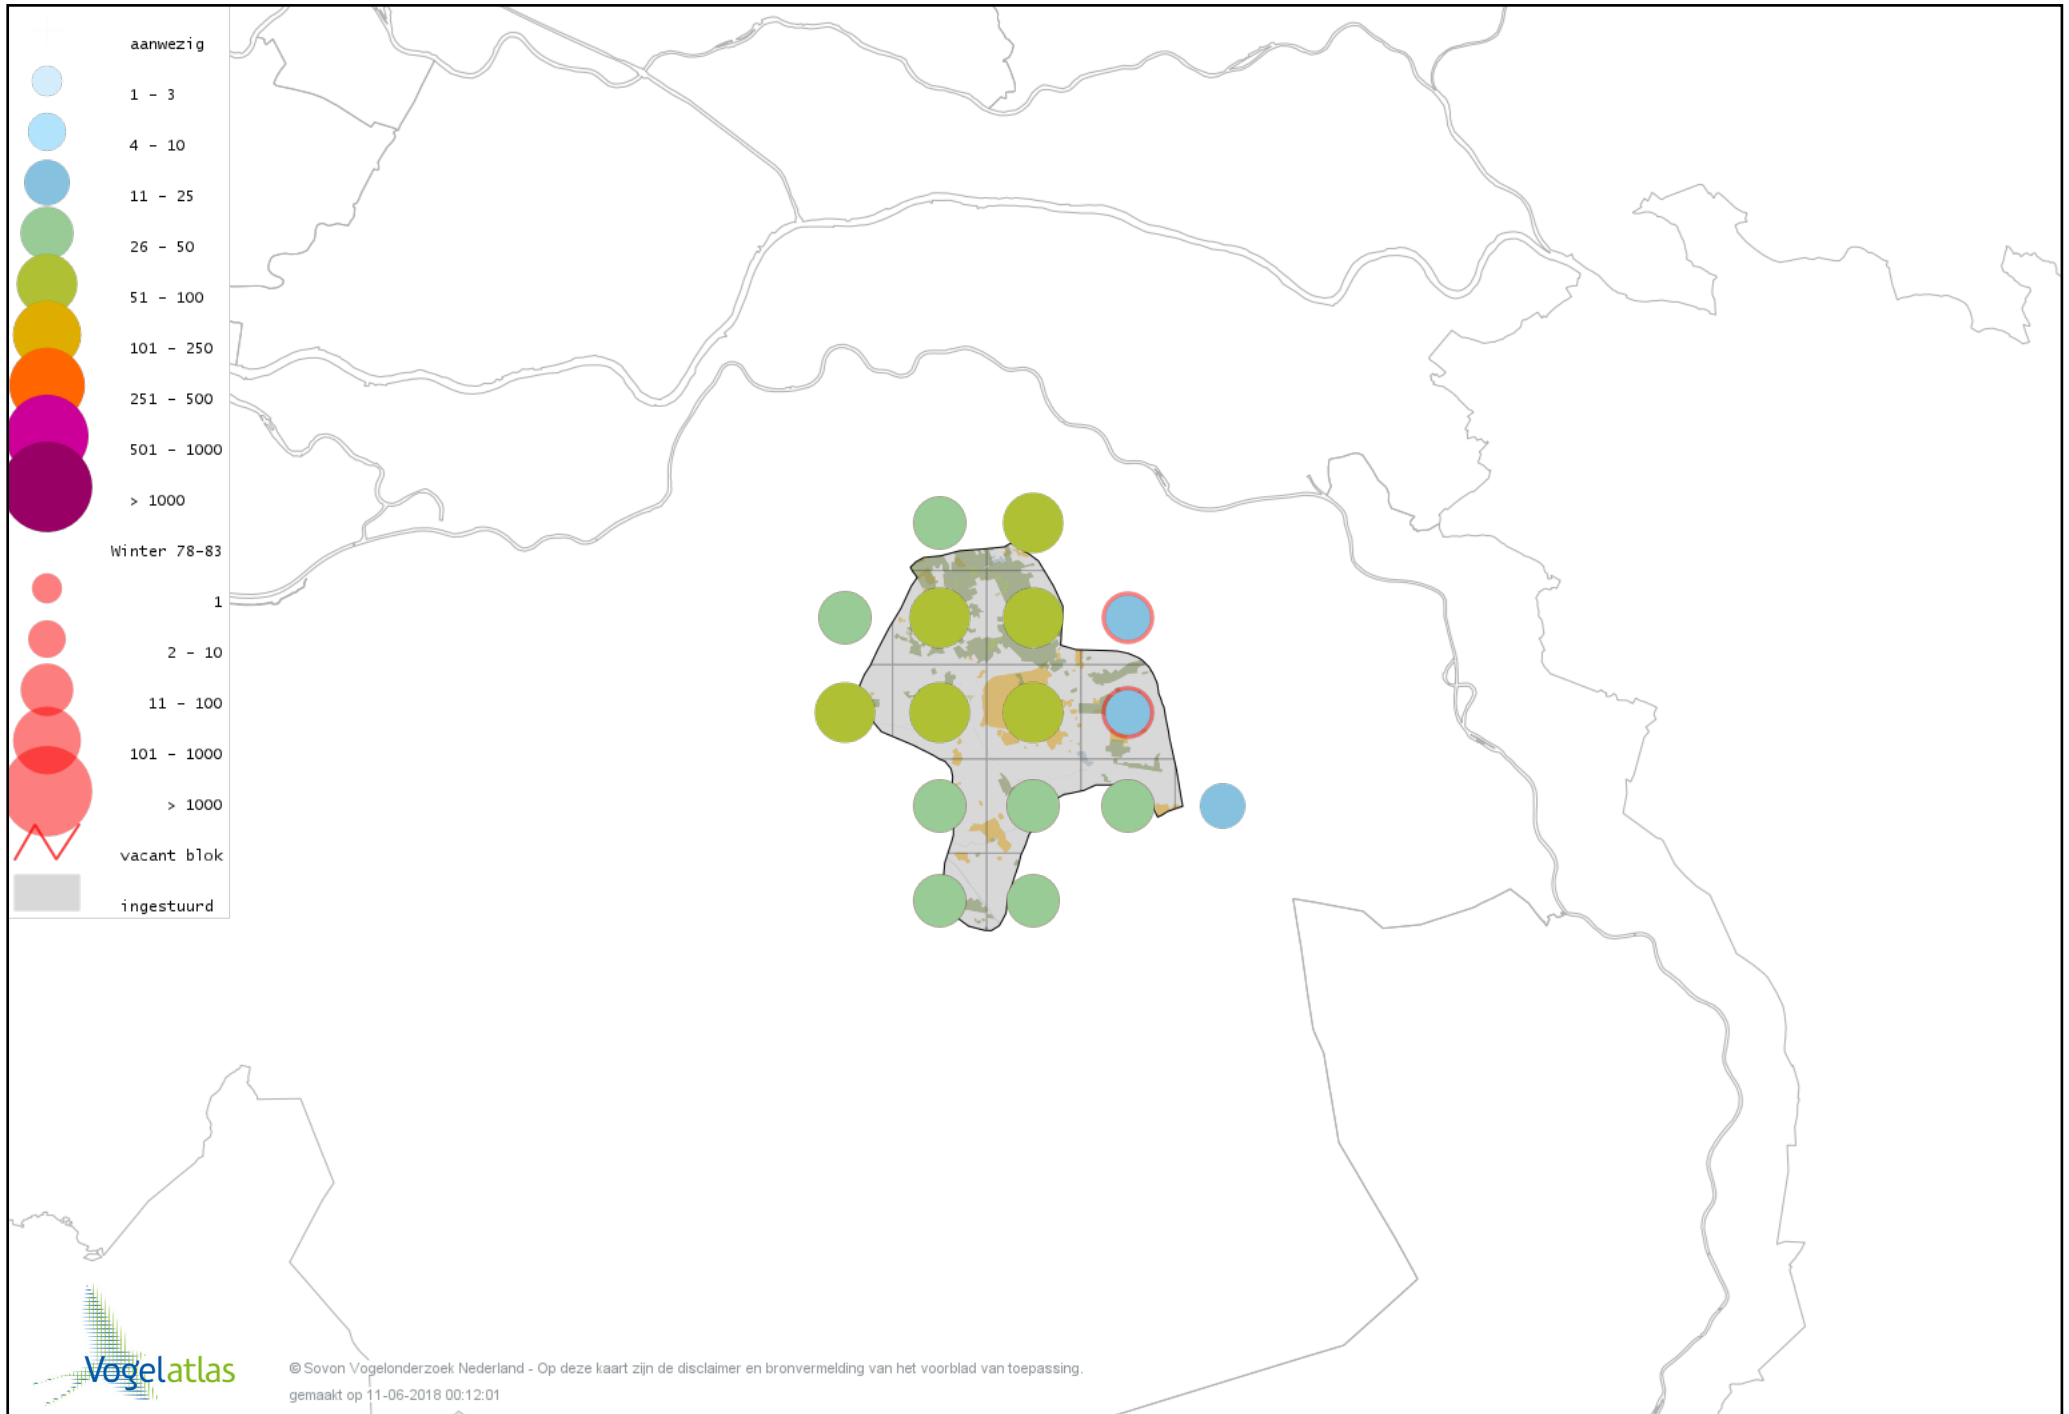 aanwezig
1 - 3
4 - 10
11 - 25
26 - 50
51 - 100
101 - 250
251 - 500
501 - 1000
> 1000
Winter 78-83
1
2 - 10
11 - 100
101 - 1000
> 1000
vacant blok
ingestuurd
Vogelatlas
© Sovon Vogelonderzoek Nederland - Op deze kaart zijn de disclaimer en bronvermelding van het voorblad van toepassing.
gemaakt op 11-06-2018 00:12:01